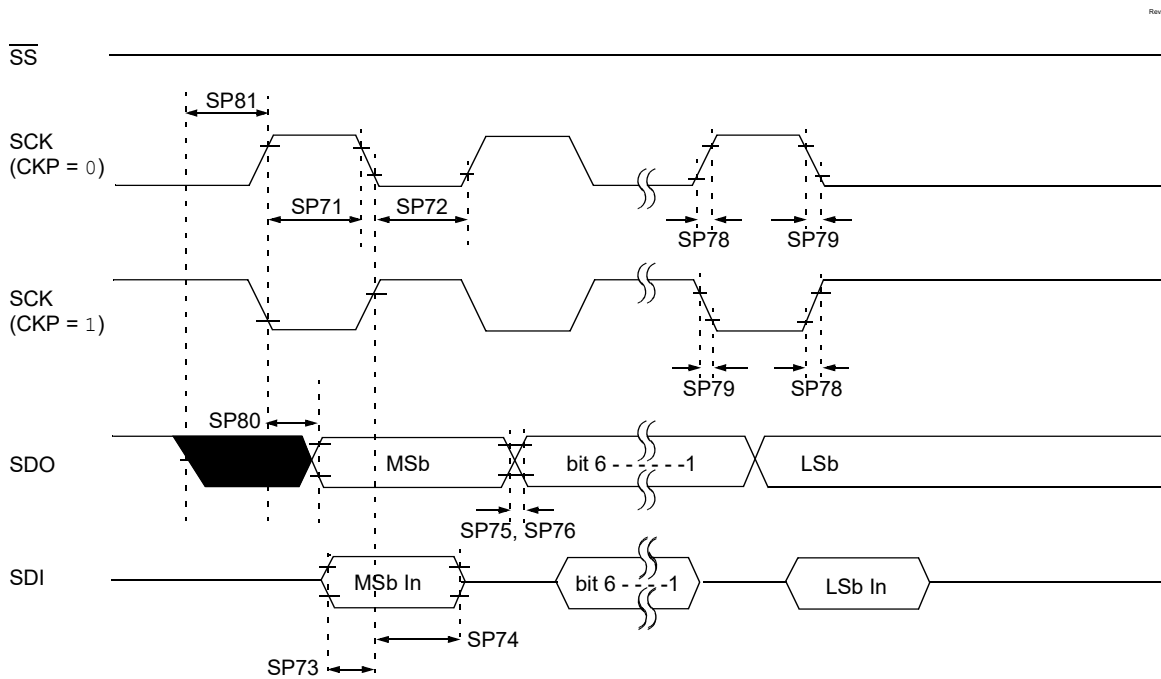 Rev
SS
SP81
SCK
(CKP = 0)
SP71
SP72
SP78
SP79
SCK
(CKP = 1)
SP79
SP78
SP80
SDO
MSb
bit 6 - - - - - -1
LSb
SP75, SP76
SDI
MSb In
bit 6 - - - - -1
LSb In
SP74
SP73